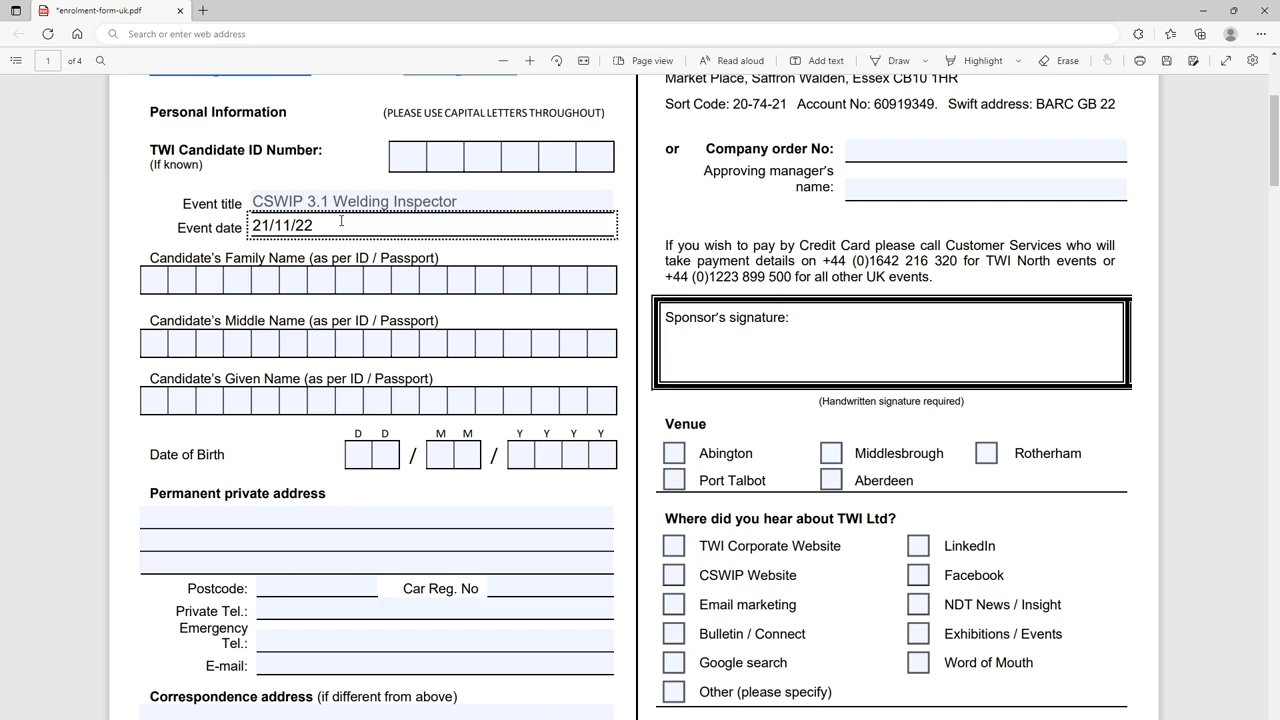 *enrolment-form-uk.pdf
Search or enter web address
1 of 4
Page view
Read aloud
Add text
Draw
Highlight
Erase
Personal Information (PLEASE USE CAPITAL LETTERS THROUGHOUT)
TWI Candidate ID Number:
(If known)
Event title CSWIP 3.1 Welding Inspector
Event date 21/11/22
Candidate's Family Name (as per ID / Passport)
Candidate's Middle Name (as per ID / Passport)
Candidate's Given Name (as per ID / Passport)
D D M M Y Y Y Y
Date of Birth / /
Permanent private address
Postcode: Car Reg. No
Private Tel.:
Emergency
Tel.:
E-mail:
Correspondence address (if different from above)
Market Place, Saffron Walden, Essex CB10 1HR
Sort Code: 20-74-21 Account No: 60919349. Swift address: BARC GB 22
or Company order No:
Approving manager's
name:
If you wish to pay by Credit Card please call Customer Services who will
take payment details on +44 (0)1642 216 320 for TWI North events or
+44 (0)1223 899 500 for all other UK events.
Sponsor's signature:
(Handwritten signature required)
Venue
Abington Middlesbrough Rotherham
Port Talbot Aberdeen
Where did you hear about TWI Ltd?
TWI Corporate Website LinkedIn
CSWIP Website Facebook
Email marketing NDT News / Insight
Bulletin / Connect Exhibitions / Events
Google search Word of Mouth
Other (please specify)